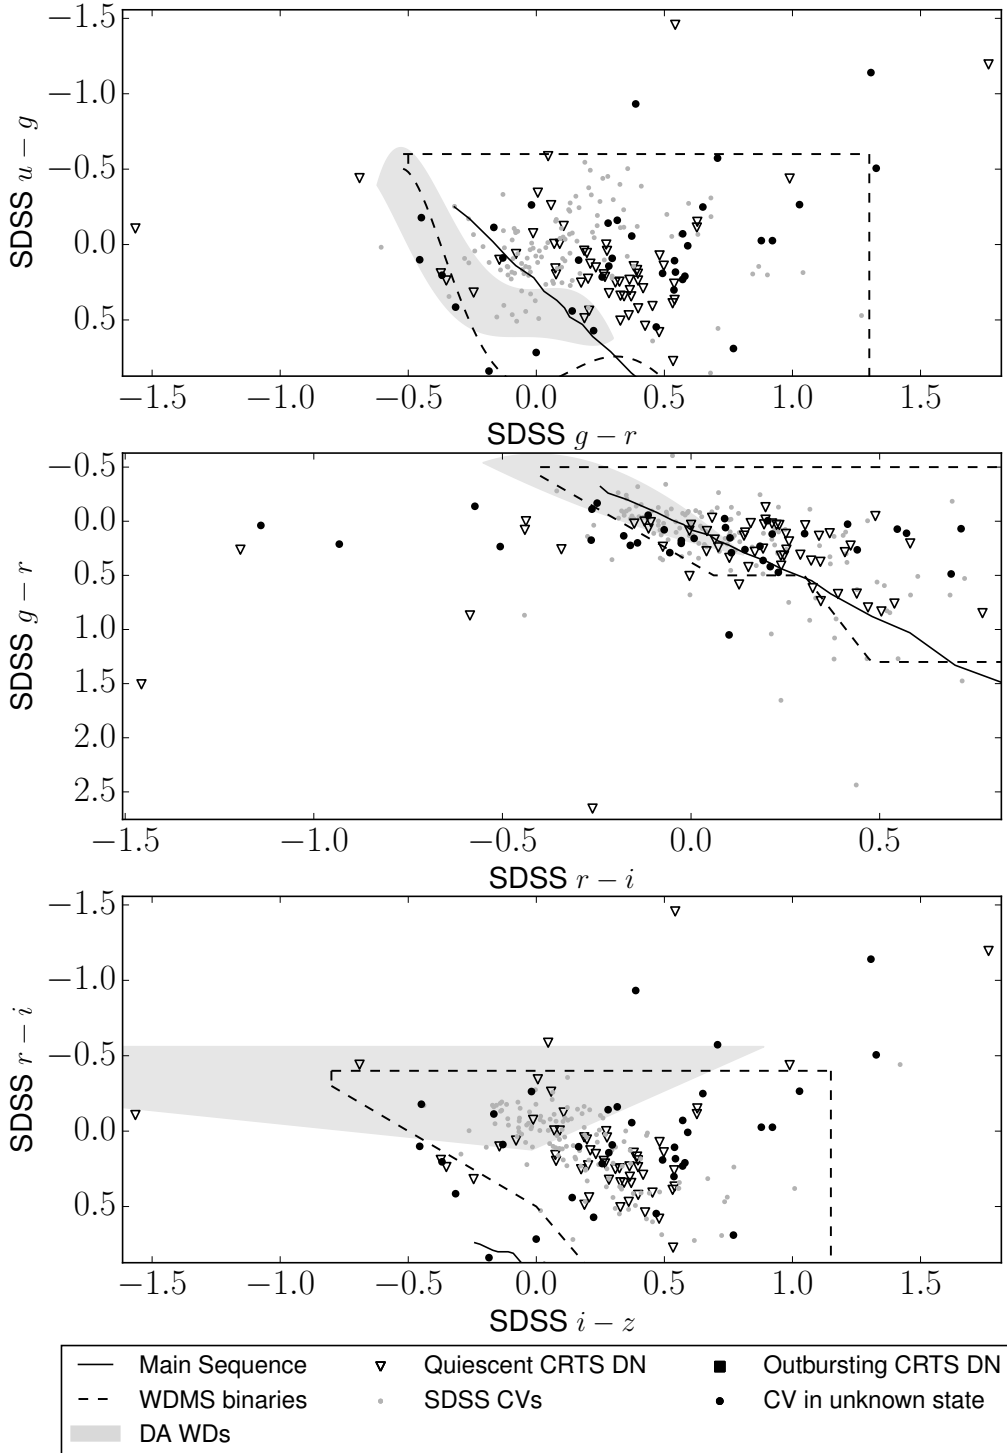 −1.5
−1.0
−0.5
0.0
0.5
SDSS u − g
−1.5 −1.0 −0.5 0.0 0.5 1.0 1.5
SDSS g − r
−0.5
0.0
0.5
1.0
1.5
2.0
2.5
SDSS g − r
−1.5 −1.0 −0.5 0.0 0.5
SDSS r − i
−1.5
−1.0
−0.5
0.0
0.5
SDSS r − i
−1.5 −1.0 −0.5 0.0 0.5 1.0 1.5
SDSS i − z
Main Sequence Quiescent CRTS DN Outbursting CRTS DN
WDMS binaries SDSS CVs CV in unknown state
DA WDs